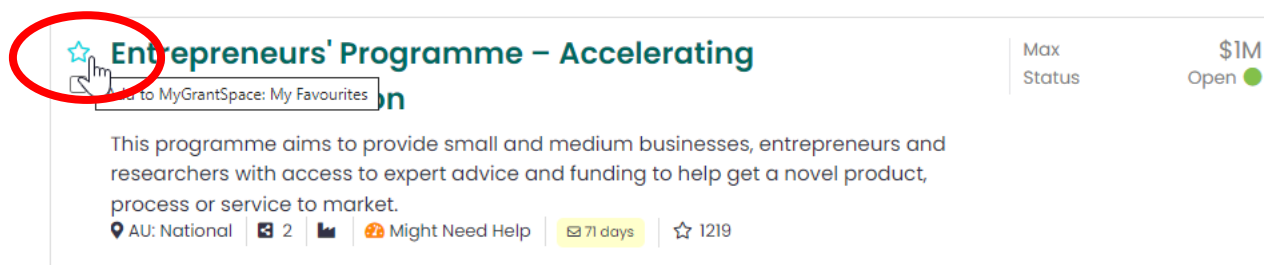 Entrepreneurs' Programme – Accelerating
Add to MyGrantSpace: My Favourites
This programme aims to provide small and medium businesses, entrepreneurs and
researchers with access to expert advice and funding to help get a novel product,
process or service to market.
AU: National 2 Might Need Help 71 days 1219
Max $1M
Status Open